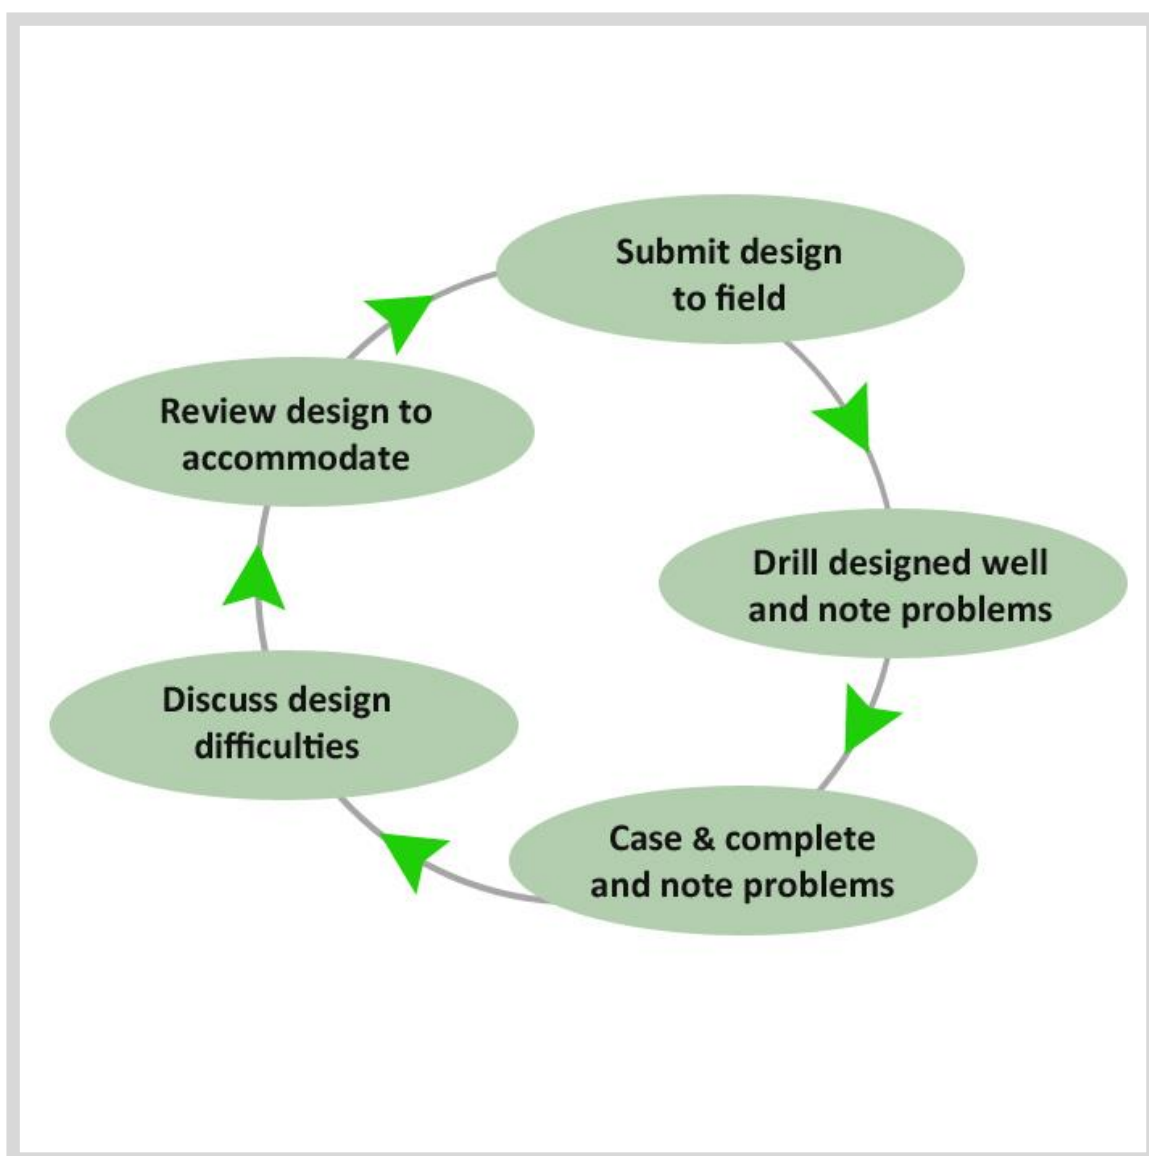 Submit design
to field
Drill designed well
and note problems
Case & complete
and note problems
Discuss design
difficulties
Review design to
accommodate